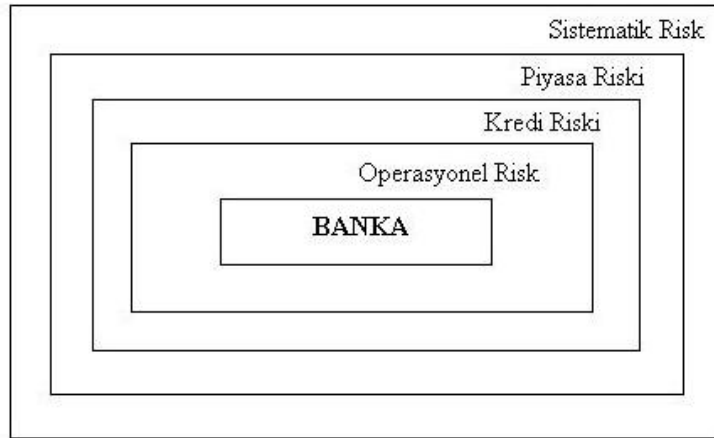 Sistematik Risk
Piyasa Riski
Kredi Riski
Operasyonel Risk
BANKA